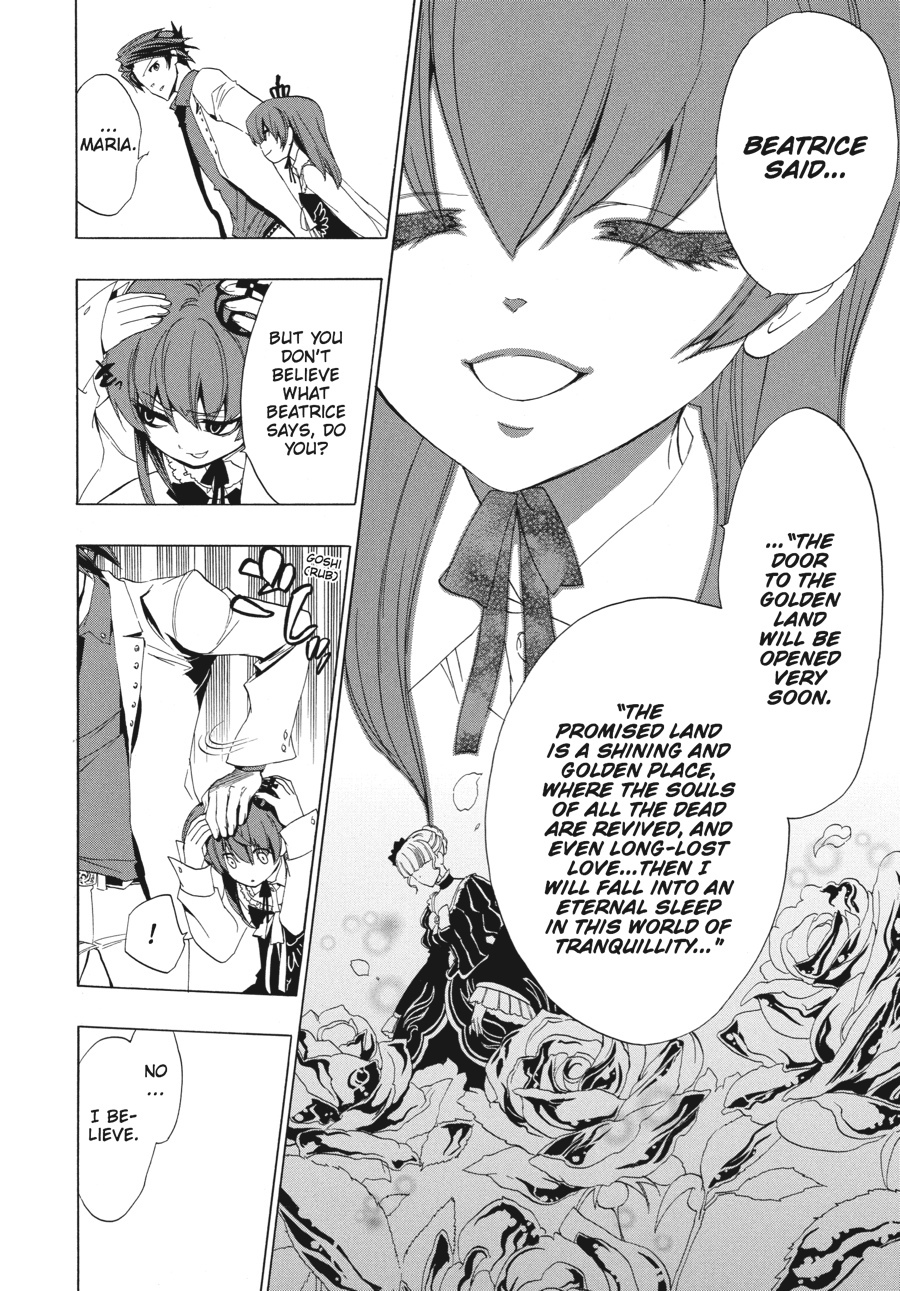 BEATRICE
SAID...
..."THE
DOOR
TO THE
GOLDEN
LAND
WILL BE
OPENED
VERY
SOON.
"THE
PROMISED LAND
IS A SHINING AND
GOLDEN PLACE,
WHERE THE SOULS
OF ALL THE DEAD
ARE REVIVED, AND
EVEN LONG-LOST
LOVE...THEN I
WILL FALL INTO AN
ETERNAL SLEEP
IN THIS WORLD OF
TRANQUILLITY..."
...
MARIA.
BUT YOU
DON'T
BELIEVE
WHAT
BEATRICE
SAYS, DO
YOU?
GOSHI
(RUB)
!
NO
...
I BE-
LIEVE.